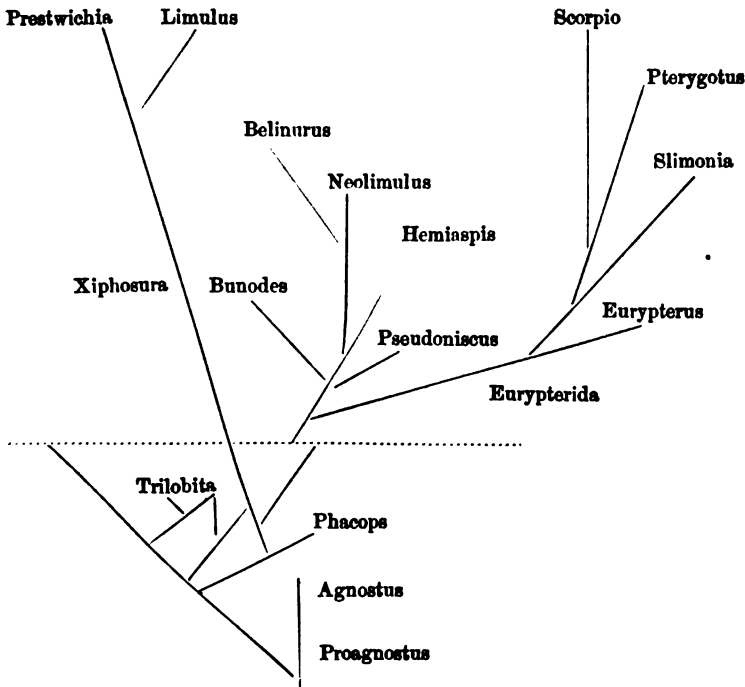 Prestwichia Limulus Scorpio
Pterygotus
Belinurus
Slimonia
Neolimulus
Hemiaspis
Xiphosura Bunodes
Eurypterus
Pseudoniscus
Eurypterida
Trilobita
Phacops
Agnostus
Proagnostus